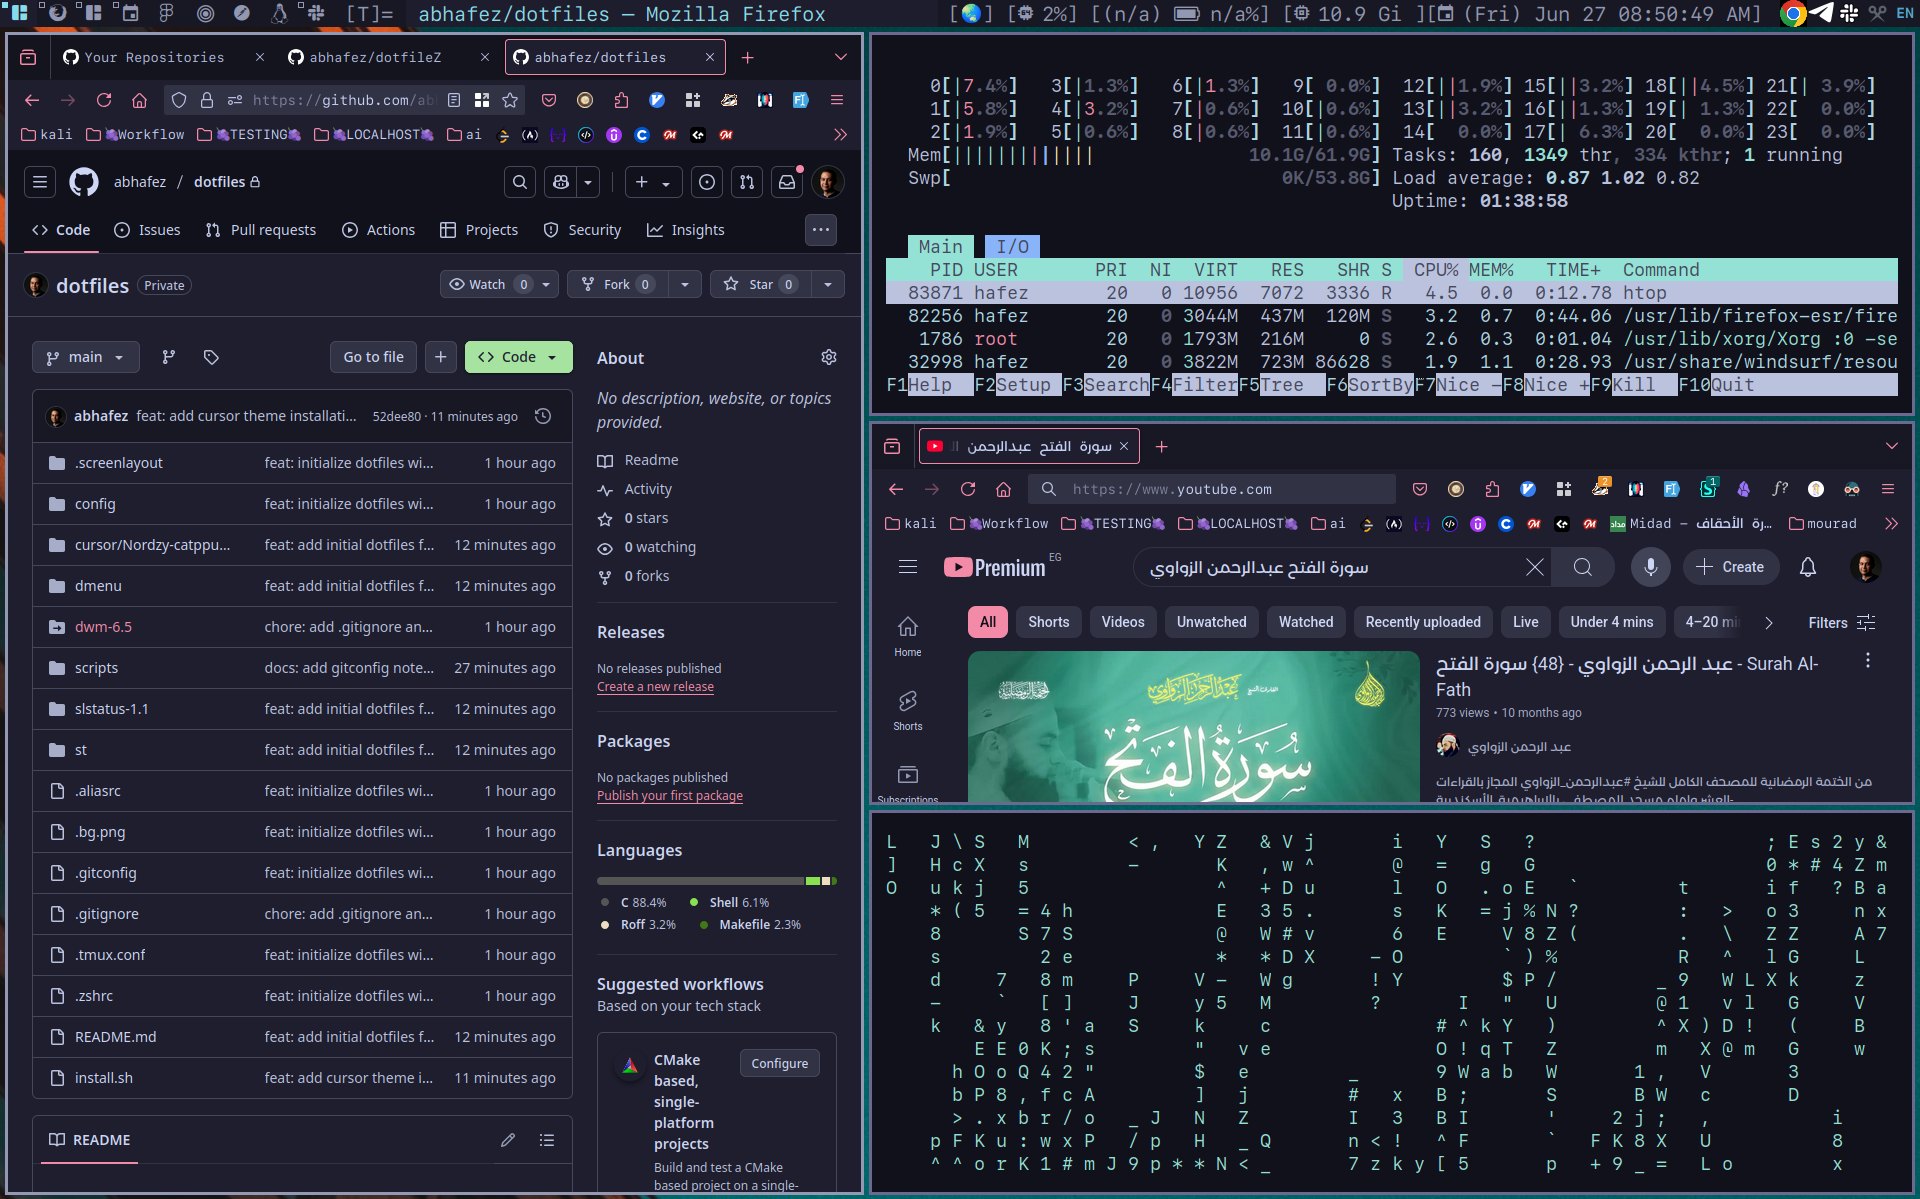 [T]= abhafez/dotfiles — Mozilla Firefox
[🌏] [ 2%] [(n/a) n/a%] [ 10.9 Gi ][ (Fri) Jun 27 08:50:49 AM] EN
Your Repositories
abhafez/dotfileZ
abhafez/dotfiles
https://github.com/ab
kali
🍇Workflow
🍇TESTING🍇
🍇LOCALHOST🍇
ai
abhafez / dotfiles
Code
Issues
Pull requests
Actions
Projects
Security
Insights
dotfiles Private
Watch 0
Fork 0
Star 0
main
Go to file
Code
abhafez feat: add cursor theme installati... 52dee80 · 11 minutes ago
.screenlayout feat: initialize dotfiles wi... 1 hour ago
config feat: initialize dotfiles wi... 1 hour ago
cursor/Nordzy-catppu... feat: add initial dotfiles f... 12 minutes ago
dmenu feat: add initial dotfiles f... 12 minutes ago
dwm-6.5 chore: add .gitignore an... 1 hour ago
scripts docs: add gitconfig note... 27 minutes ago
slstatus-1.1 feat: add initial dotfiles f... 12 minutes ago
st feat: add initial dotfiles f... 12 minutes ago
.aliasrc feat: initialize dotfiles wi... 1 hour ago
.bg.png feat: initialize dotfiles wi... 1 hour ago
.gitconfig feat: initialize dotfiles wi... 1 hour ago
.gitignore chore: add .gitignore an... 1 hour ago
.tmux.conf feat: initialize dotfiles wi... 1 hour ago
.zshrc feat: initialize dotfiles wi... 1 hour ago
README.md feat: add initial dotfiles f... 12 minutes ago
install.sh feat: add cursor theme i... 11 minutes ago
README
About
No description, website, or topics
provided.
Readme
Activity
0 stars
0 watching
0 forks
Releases
No releases published
Create a new release
Packages
No packages published
Publish your first package
Languages
C 88.4%
Shell 6.1%
Roff 3.2%
Makefile 2.3%
Suggested workflows
Based on your tech stack
CMake
based,
single-
platform
projects
Configure
Build and test a CMake
based project on a single-
0[|7.4%] 3[|1.3%] 6[|1.3%] 9[ 0.0%] 12[||1.9%] 15[||3.2%] 18[||4.5%] 21[| 3.9%]
1[|5.8%] 4[|3.2%] 7[|0.6%] 10[|0.6%] 13[||3.2%] 16[||1.3%] 19[| 1.3%] 22[ 0.0%]
2[|1.9%] 5[|0.6%] 8[|0.6%] 11[|0.6%] 14[ 0.0%] 17[| 6.3%] 20[ 0.0%] 23[ 0.0%]
Mem[||||||||||||| 10.1G/61.9G] Tasks: 160, 1349 thr, 334 kthr; 1 running
Swp[ 0K/53.8G] Load average: 0.87 1.02 0.82
Uptime: 01:38:58
Main I/O
PID USER PRI NI VIRT RES SHR S CPU% MEM% TIME+ Command
83871 hafez 20 0 10956 7072 3336 R 4.5 0.0 0:12.78 htop
82256 hafez 20 0 3044M 437M 120M S 3.2 0.7 0:44.06 /usr/lib/firefox-esr/fire
1786 root 20 0 1793M 216M 0 S 2.6 0.3 0:01.04 /usr/lib/xorg/Xorg :0 -se
32998 hafez 20 0 3822M 723M 86628 S 1.9 1.1 0:28.93 /usr/share/windsurf/resou
F1Help F2Setup F3SearchF4FilterF5Tree F6SortByF7Nice -F8Nice +F9Kill F10Quit
سورة الفتح عبدالرحمن ال
https://www.youtube.com
2
1
kali
🍇Workflow
🍇TESTING🍇
🍇LOCALHOST🍇
ai
Midad – رة الأحقاف...
mourad
Premium EG
سورة الفتح عبدالرحمن الزواوي
Create
All
Shorts
Videos
Unwatched
Watched
Recently uploaded
Live
Under 4 mins
4–20 mi
Filters
Home
Shorts
Subscriptions
عبدالرحمن الزواوي
سورة الفتح
عبد الرحمن الزواوي - {48} سورة الفتح - Surah Al-
Fath
773 views • 10 months ago
عبد الرحمن الزواوي
من الختمة الرمضانية للمصحف الكامل للشيخ #عبدالرحمن_الزواوي المجاز بالقراءات
L J \ S M < , Y Z & V j i Y S ? ; E s 2 y &
] H c X s – K , w ^ @ = g G 0 * # 4 Z m
O u k j 5 ^ + D u l O . o E ` t i f ? B a
* ( 5 = 4 h E 3 5 . s K = j % N ? : > o 3 n x
8 S 7 S @ W # v 6 E V 8 Z ( . \ Z Z A 7
s 2 e * * D X – O ` ) % R ^ l G L
d 7 8 m P V – W g ! Y $ P / _ 9 W L X k z
– ` [ ] J y 5 M ? I " U @ 1 v l G V
k & y 8 ' a S k c # ^ k Y ) ^ X ) D ! ( B
E E 0 K ; s " v e O ! q T Z m X @ m G w
h O o Q 4 2 " $ e _ 9 W a b W 1 , V 3
b P 8 , f c A ] j # x B ; S B W c D
> . x b r / o _ J N Z I 3 B I ' 2 j ; , i
p F K u : w x P / p H _ Q n < ! ^ F ` F K 8 X U 8
^ ^ o r K 1 # m J 9 p * * N < _ 7 z k y [ 5 p + 9 _ = L o x